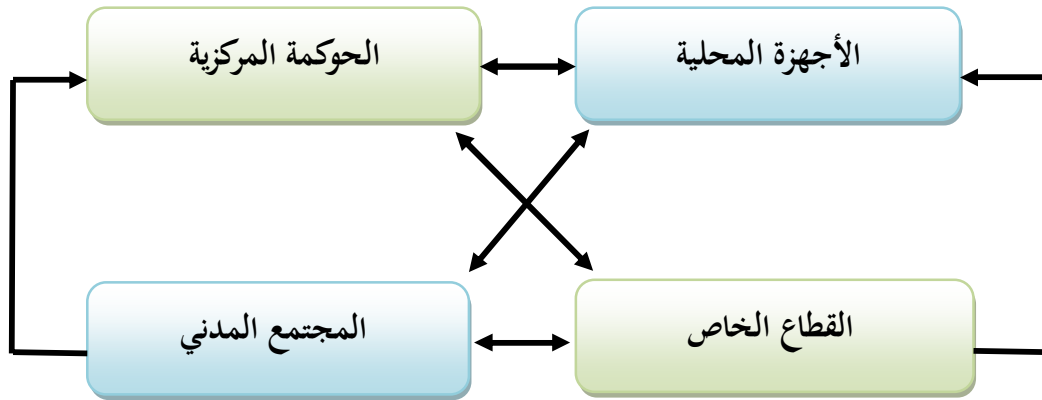 الأجهزة المحلية
الحوكمة المركزية
القطاع الخاص
المجتمع المدني